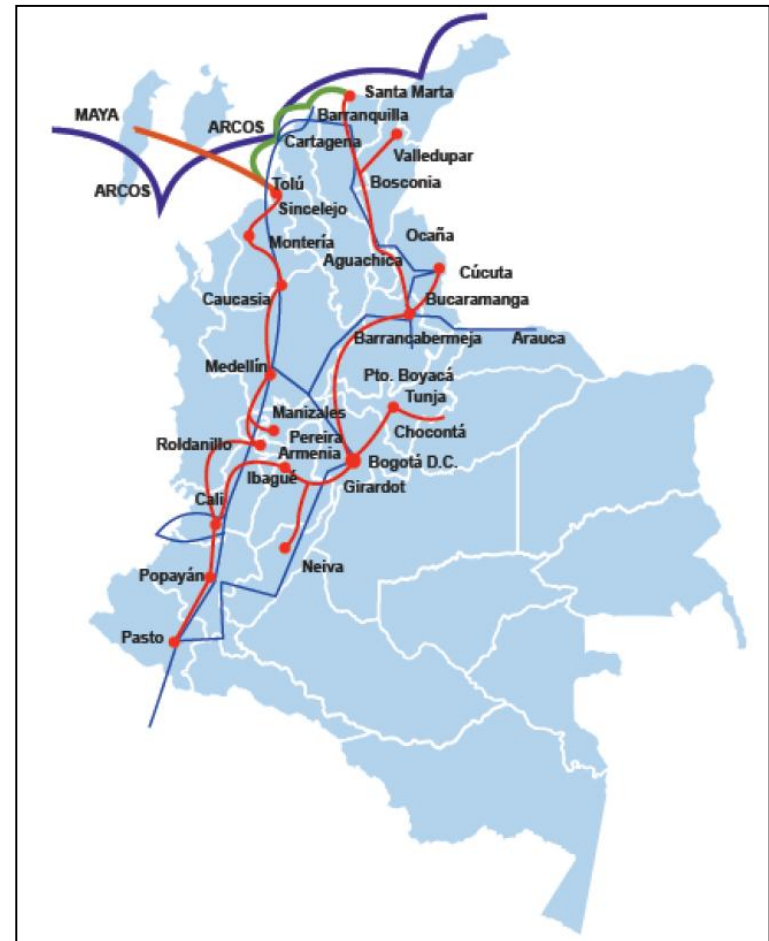 Santa Marta
MAYA
Barranquilla
ARCOS
Cartagena
Valledupar
Bosconia
ARCOS
Tolú
Sincelejo
Ocaña
Montería
Aguachica
Cúcuta
Caucasia
Bucaramanga
Barrancabermeja
Arauca
Medellín
Pto. Boyacá
Tunja
Manizales
Chocontá
Roldanillo
Pereira
Armenia
Bogotá D.C.
Ibagué
Girardot
Cali
Neiva
Popayán
Pasto